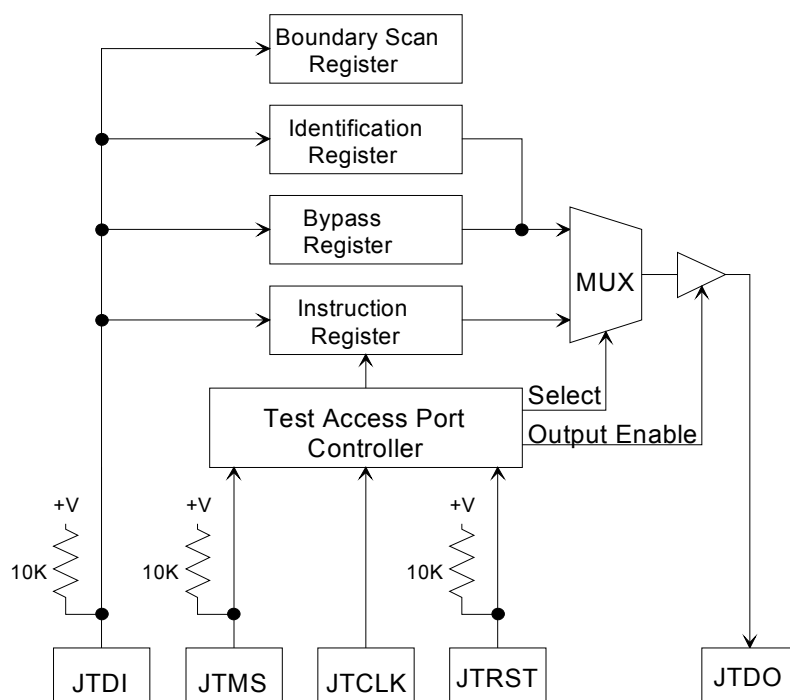 Boundary Scan
Register
Identification
Register
Bypass
Register
MUX
Instruction
Register
Select
Test Access Port
Controller
Output Enable
+V
+V
+V
10K
10K
10K
JTDI
JTMS
JTCLK
JTRST
JTDO